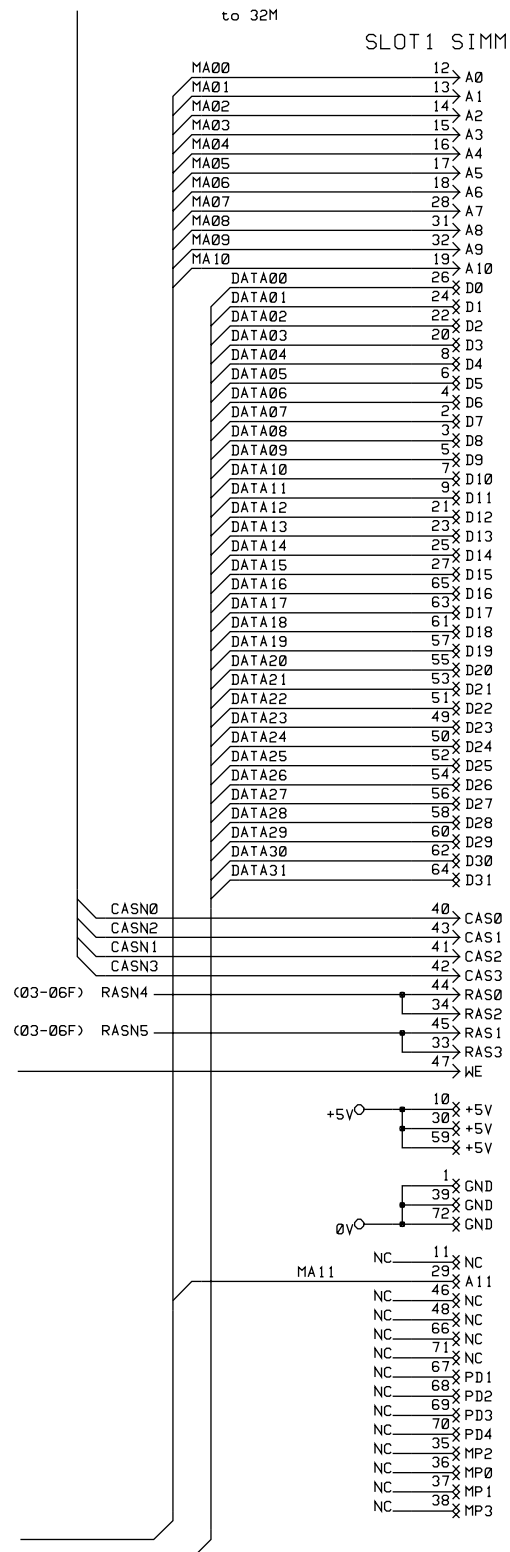 to 32M
SLOT1 SIMM
MA00 12 A0
MA01 13 A1
MA02 14 A2
MA03 15 A3
MA04 16 A4
MA05 17 A5
MA06 18 A6
MA07 28 A7
MA08 31 A8
MA09 32 A9
MA10 19 A10
DATA00 26 D0
DATA01 24 D1
DATA02 22 D2
DATA03 20 D3
DATA04 8 D4
DATA05 6 D5
DATA06 4 D6
DATA07 2 D7
DATA08 3 D8
DATA09 5 D9
DATA10 7 D10
DATA11 9 D11
DATA12 21 D12
DATA13 23 D13
DATA14 25 D14
DATA15 27 D15
DATA16 65 D16
DATA17 63 D17
DATA18 61 D18
DATA19 57 D19
DATA20 55 D20
DATA21 53 D21
DATA22 51 D22
DATA23 49 D23
DATA24 50 D24
DATA25 52 D25
DATA26 54 D26
DATA27 56 D27
DATA28 58 D28
DATA29 60 D29
DATA30 62 D30
DATA31 64 D31
CASN0 40 CAS0
CASN2 43 CAS1
CASN1 41 CAS2
CASN3 42 CAS3
(03-06F) RASN4 44 RAS0
34 RAS2
(03-06F) RASN5 45 RAS1
33 RAS3
47 WE
+5V 10 +5V
30 +5V
59 +5V
1 GND
39 GND
0V 72 GND
NC 11 NC
MA11 29 A11
NC 46 NC
NC 48 NC
NC 66 NC
NC 71 NC
NC 67 PD1
NC 68 PD2
NC 69 PD3
NC 70 PD4
NC 35 MP2
NC 36 MP0
NC 37 MP1
NC 38 MP3